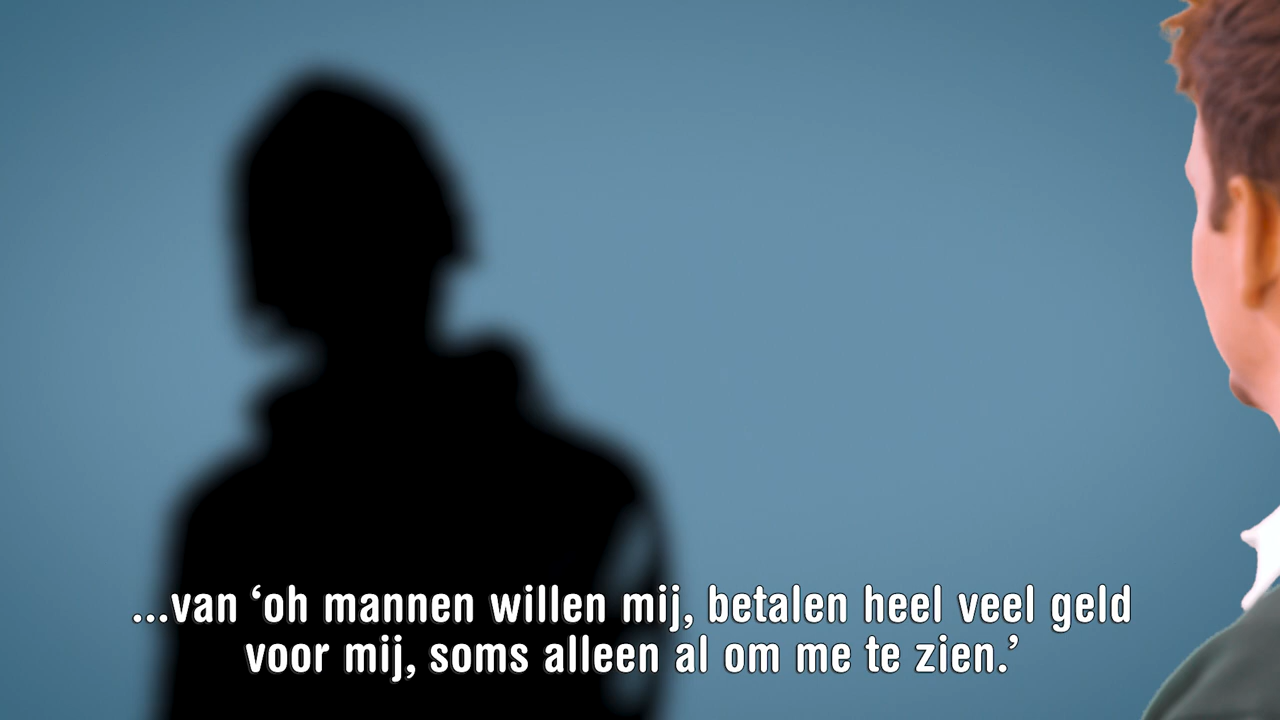 ...van ‘oh mannen willen mij, betalen heel veel geld
voor mij, soms alleen al om me te zien.’